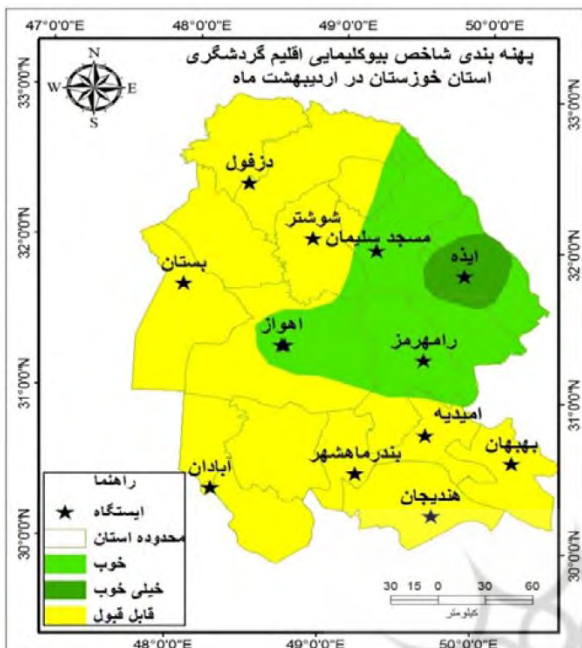 47°0'0"E 48°0'0"E 49°0'0"E 50°0'0"E
پهنه بندی شاخص بیوکلیمایی اقلیم گردشگری
استان خوزستان در اردیبهشت ماه
N
W E
S
33°0'0"N 33°0'0"N
دزفول
شوشتر
مسجد سلیمان
32°0'0"N 32°0'0"N
بستان
ایذه
اهواز
رامهرمز
31°0'0"N 31°0'0"N
امیدیه
بهبهان
بندرماهشهر
آبادان
هندیجان
30°0'0"N 30°0'0"N
راهنما
ایستگاه
محدوده استان
خوب
خیلی خوب
قابل قبول
30 15 0 30 60
کیلومتر
48°0'0"E 49°0'0"E 50°0'0"E